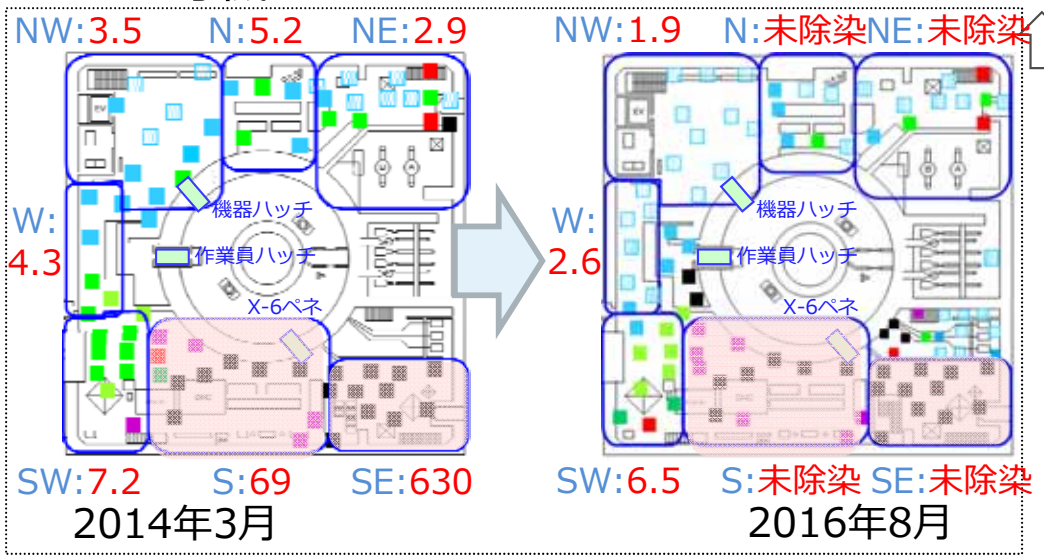 NW:3.5 N:5.2 NE:2.9
機器ハッチ
W:
4.3
作業員ハッチ
X-6ペネ
SW:7.2 S:69 SE:630
2014年3月
NW:1.9 N:未除染 NE:未除染
機器ハッチ
W:
2.6
作業員ハッチ
X-6ペネ
SW:6.5 S:未除染 SE:未除染
2016年8月